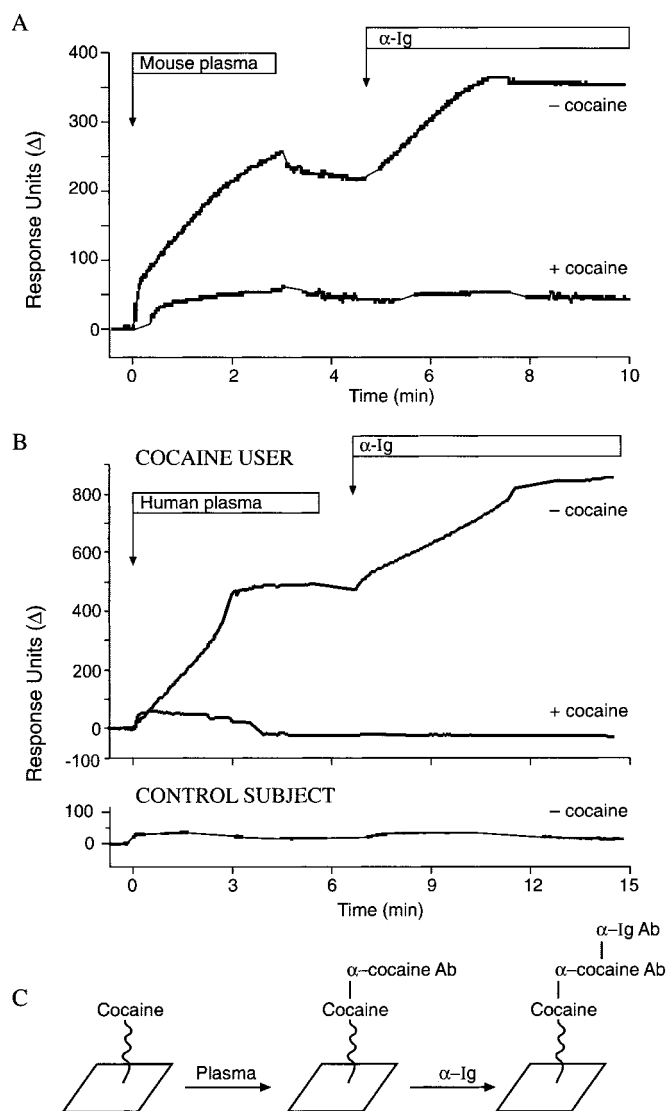 A
α-Ig
Mouse plasma
– cocaine
+ cocaine
Response Units (Δ)
400
300
200
100
0
0 2 4 6 8 10
Time (min)
B
COCAINE USER
α-Ig
Human plasma
– cocaine
+ cocaine
Response Units (Δ)
800
600
400
200
0
-100
CONTROL SUBJECT
– cocaine
100
0
0 3 6 9 12 15
Time (min)
C
α–Ig Ab
α–cocaine Ab α–cocaine Ab
Cocaine Cocaine Cocaine
Plasma α–Ig